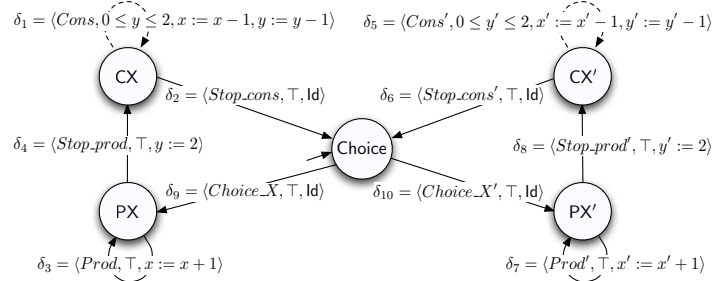 δ₁ = ⟨Cons, 0 ≤ y ≤ 2, x := x − 1, y := y − 1⟩
δ₅ = ⟨Cons′, 0 ≤ y′ ≤ 2, x′ := x′ − 1, y′ := y′ − 1⟩
CX
CX′
δ₂ = ⟨Stop_cons, ⊤, Id⟩
δ₆ = ⟨Stop_cons′, ⊤, Id⟩
δ₄ = ⟨Stop_prod, ⊤, y := 2⟩
Choice
δ₈ = ⟨Stop_prod′, ⊤, y′ := 2⟩
δ₉ = ⟨Choice_X, ⊤, Id⟩
δ₁₀ = ⟨Choice_X′, ⊤, Id⟩
PX
PX′
δ₃ = ⟨Prod, ⊤, x := x + 1⟩
δ₇ = ⟨Prod′, ⊤, x′ := x′ + 1⟩